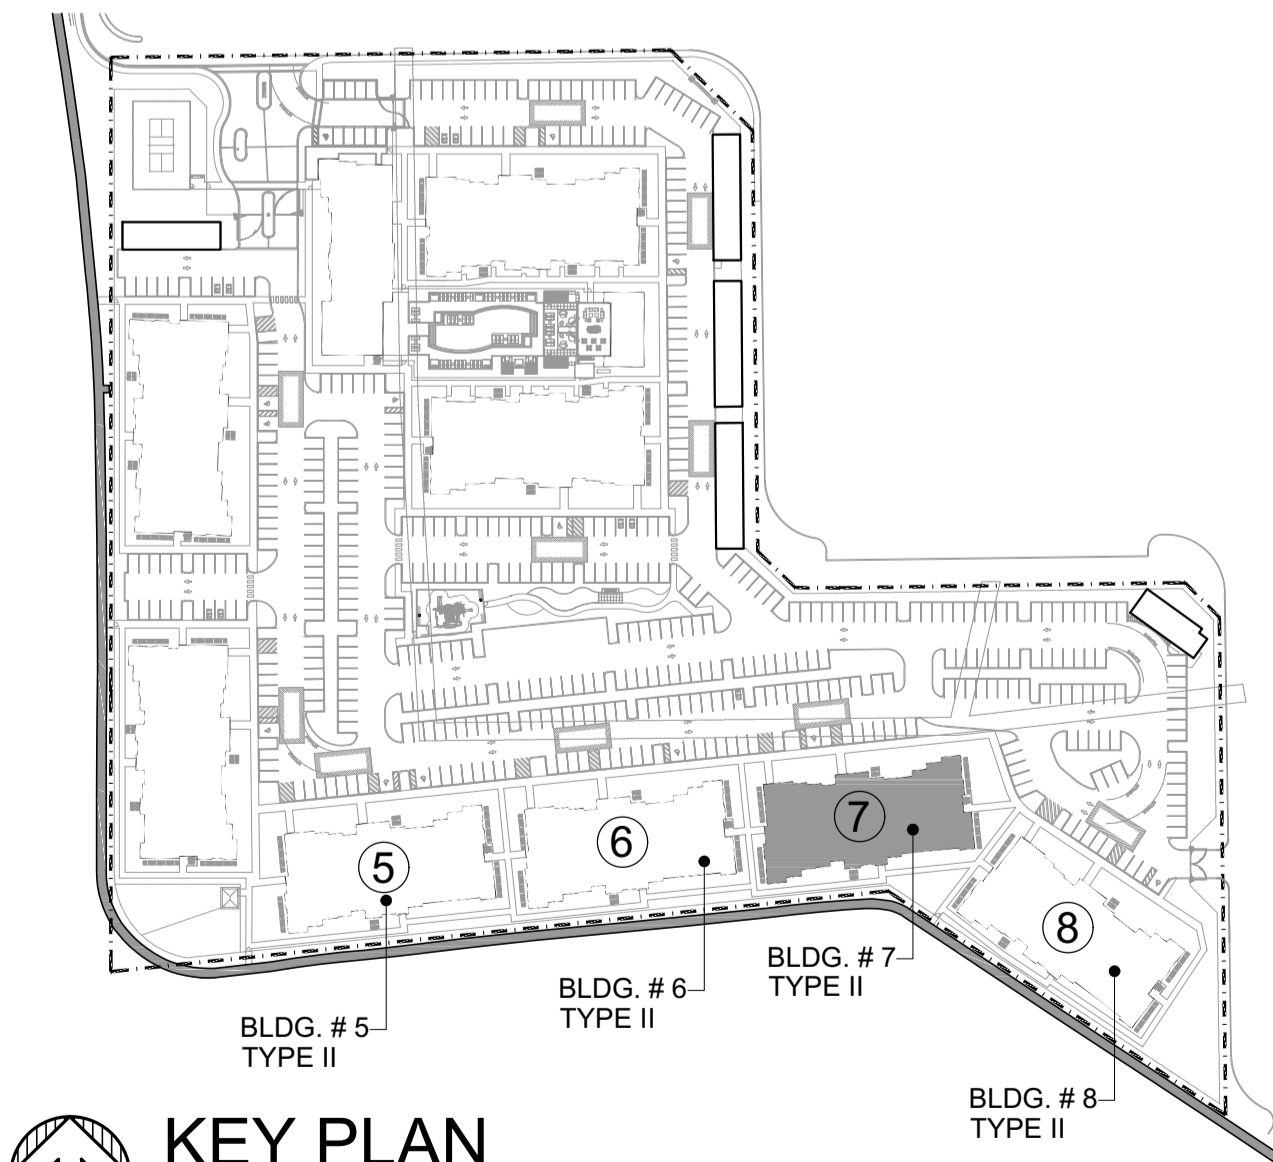 5
6
7
8
BLDG. # 5
TYPE II
BLDG. # 6
TYPE II
BLDG. # 7
TYPE II
BLDG. # 8
TYPE II
KEY PLAN